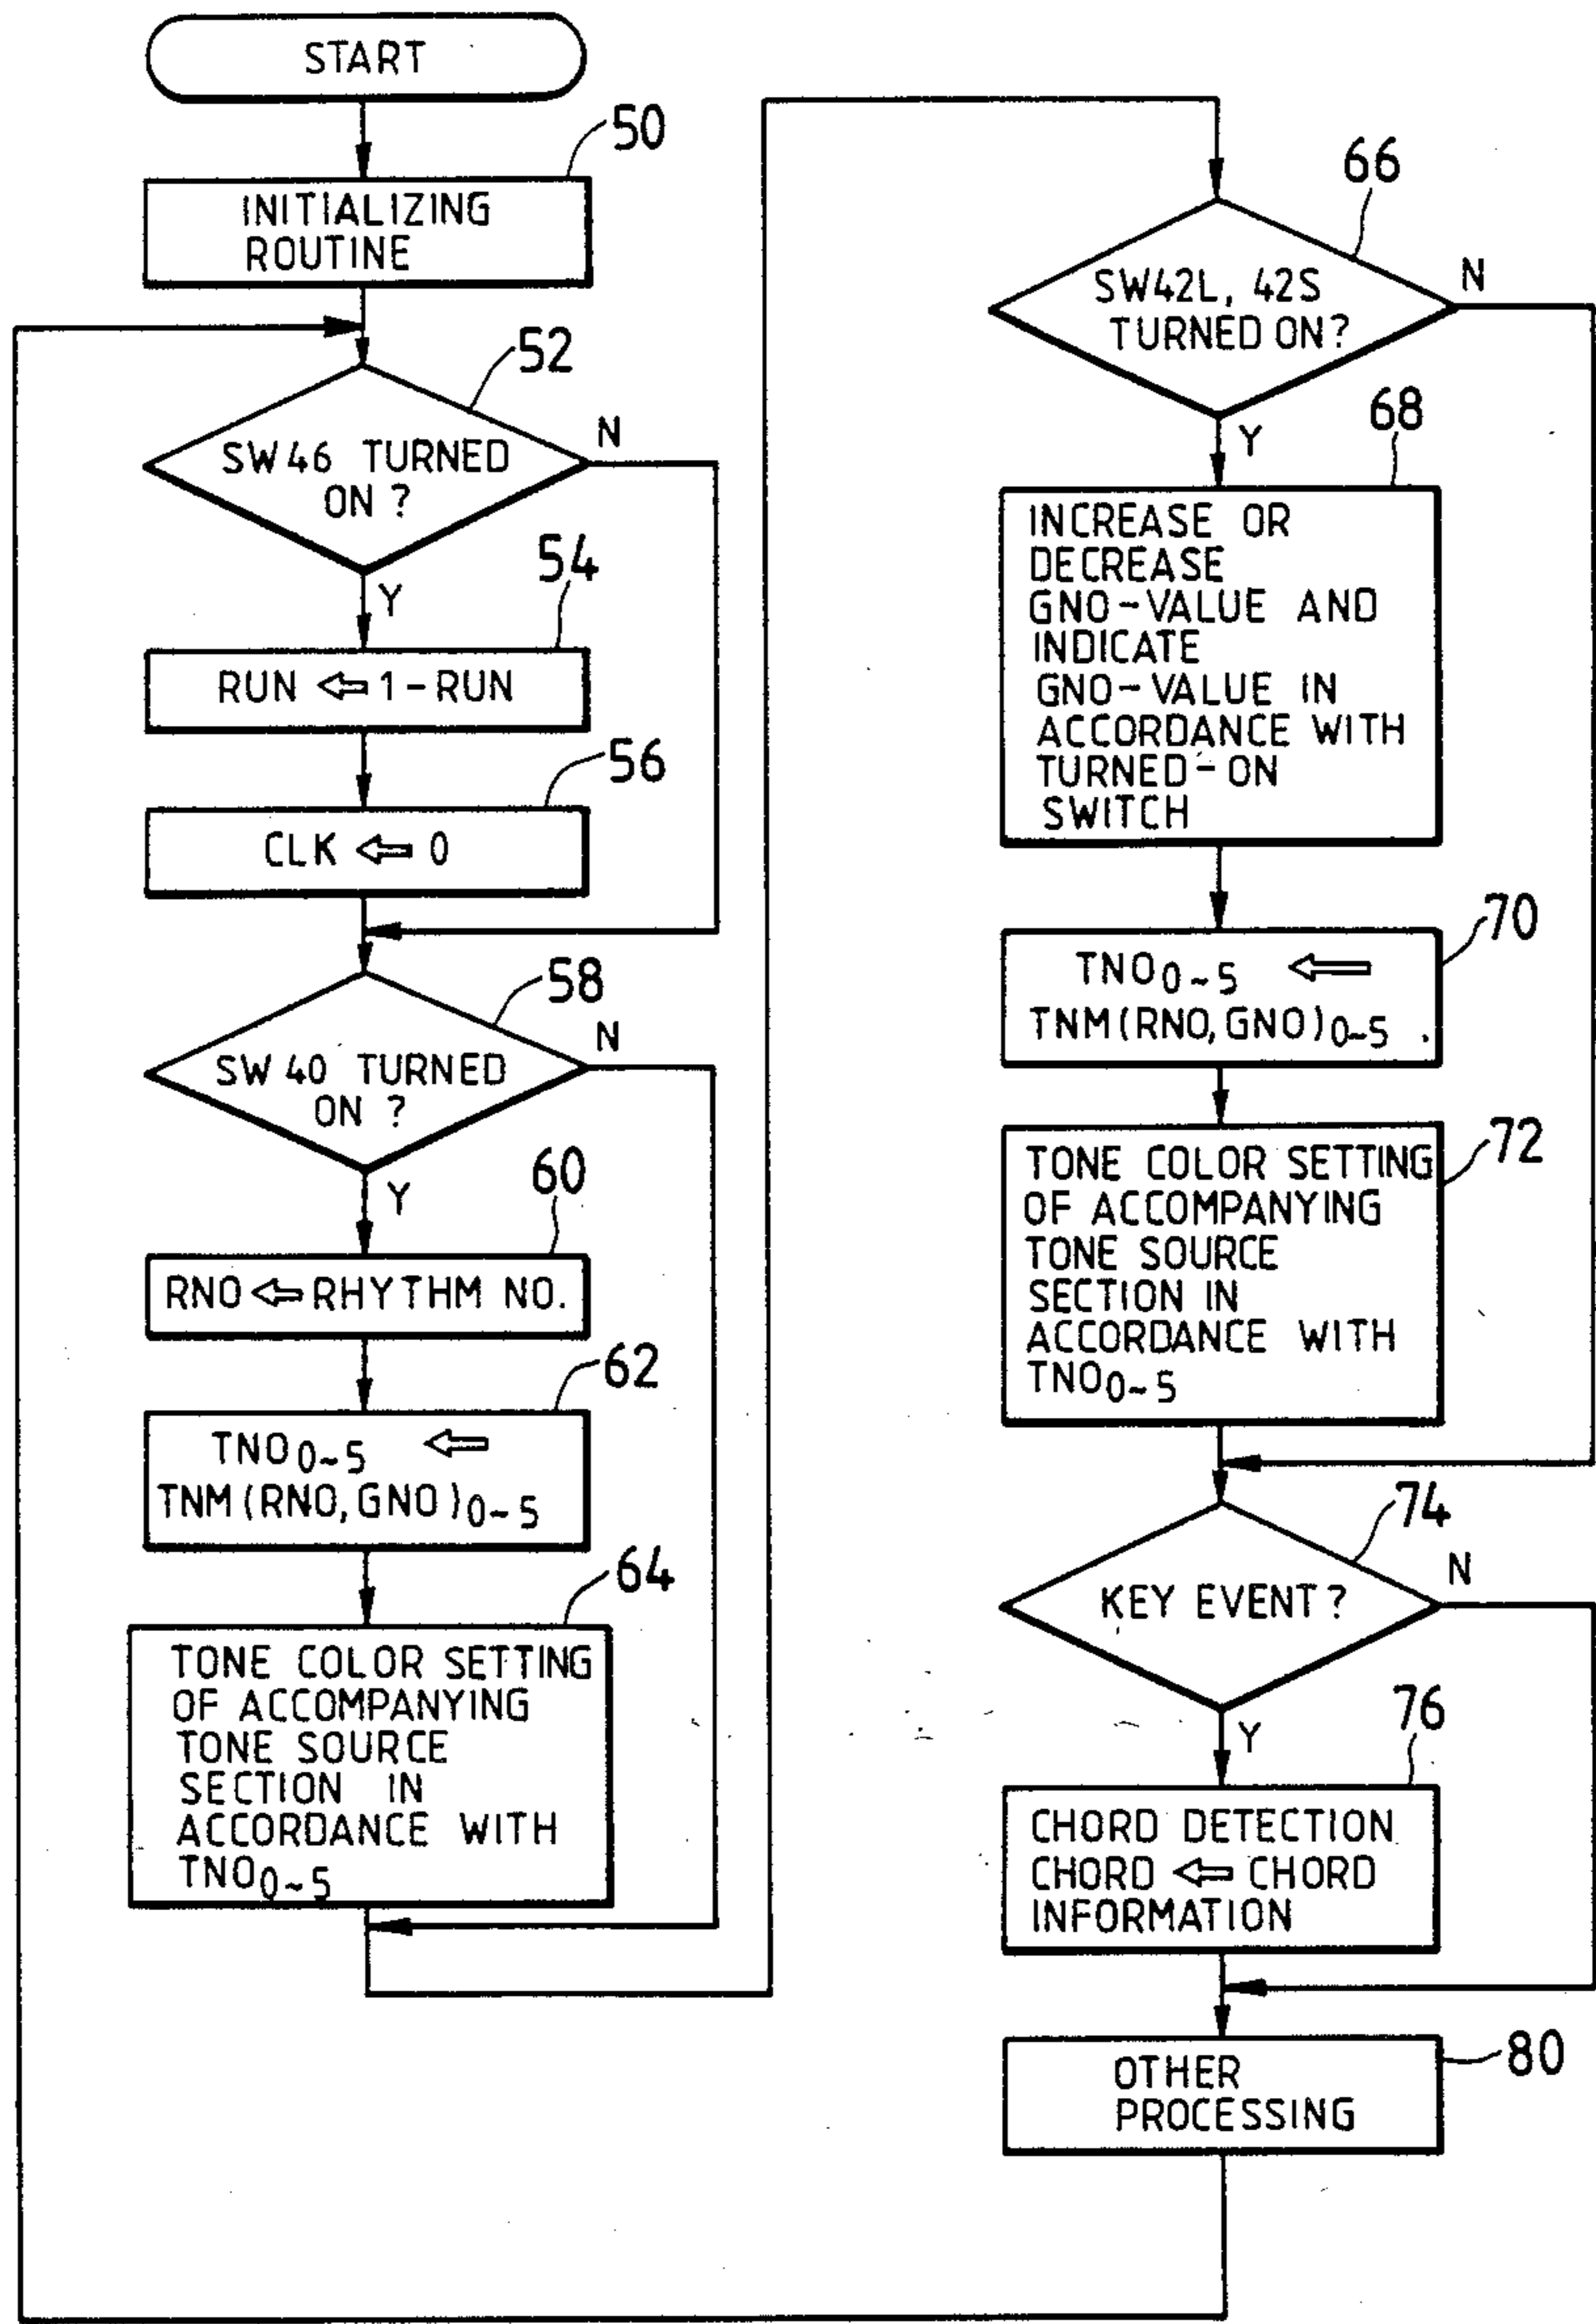 START
50
INITIALIZING
ROUTINE
52
SW46 TURNED
ON ?
N
Y
54
RUN ⇐ 1-RUN
56
CLK ⇐ 0
58
SW 40 TURNED
ON ?
N
Y
60
RNO ⇐ RHYTHM NO.
62
TNO0~5 ⇐
TNM(RNO,GNO)0~5
64
TONE COLOR SETTING
OF ACCOMPANYING
TONE SOURCE
SECTION IN
ACCORDANCE WITH
TNO0~5
66
SW42L, 42S
TURNED ON?
N
Y
68
INCREASE OR
DECREASE
GNO-VALUE AND
INDICATE
GNO-VALUE IN
ACCORDANCE WITH
TURNED-ON
SWITCH
70
TNO0~5 ⇐
TNM(RNO,GNO)0~5
72
TONE COLOR SETTING
OF ACCOMPANYING
TONE SOURCE
SECTION IN
ACCORDANCE WITH
TNO0~5
74
KEY EVENT?
N
Y
76
CHORD DETECTION
CHORD ⇐ CHORD
INFORMATION
80
OTHER
PROCESSING